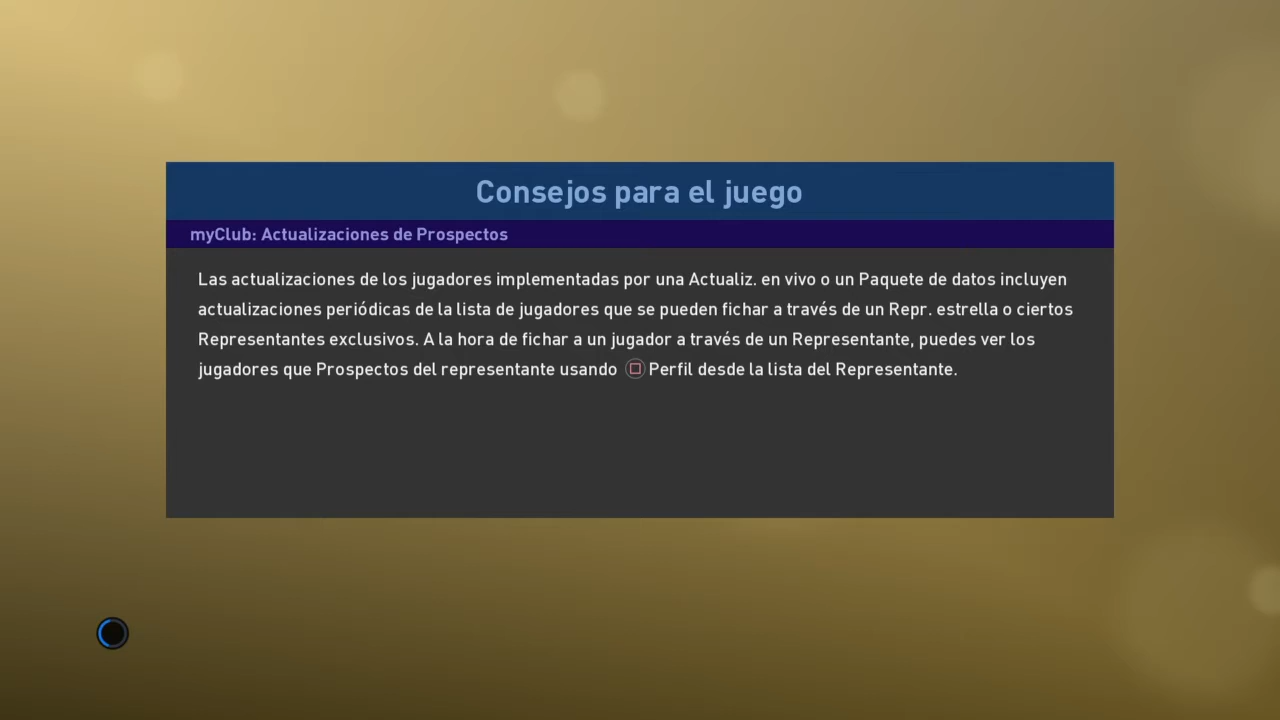 Consejos para el juego
myClub: Actualizaciones de Prospectos
Las actualizaciones de los jugadores implementadas por una Actualiz. en vivo o un Paquete de datos incluyen
actualizaciones periódicas de la lista de jugadores que se pueden fichar a través de un Repr. estrella o ciertos
Representantes exclusivos. A la hora de fichar a un jugador a través de un Representante, puedes ver los
jugadores que Prospectos del representante usando Perfil desde la lista del Representante.